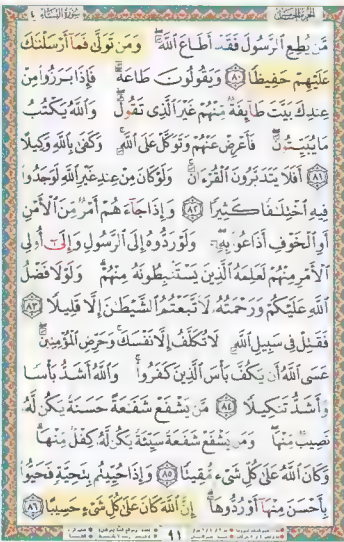 سورة النساء ٤
مَّن يُطِعِ الرَّسُولَ فَقَدْ أَطَاعَ اللَّهَ ۖ وَمَن تَوَلَّىٰ فَمَا أَرْسَلْنَاكَ
عَلَيْهِمْ حَفِيظًا ﴿٨٠﴾ وَيَقُولُونَ طَاعَةٌ فَإِذَا بَرَزُوا مِنْ
عِندِكَ بَيَّتَ طَائِفَةٌ مِّنْهُمْ غَيْرَ الَّذِي تَقُولُ ۖ وَاللَّهُ يَكْتُبُ
مَا يُبَيِّتُونَ ۖ فَأَعْرِضْ عَنْهُمْ وَتَوَكَّلْ عَلَى اللَّهِ ۚ وَكَفَىٰ بِاللَّهِ وَكِيلًا
﴿٨١﴾ أَفَلَا يَتَدَبَّرُونَ الْقُرْءَانَ ۚ وَلَوْ كَانَ مِنْ عِندِ غَيْرِ اللَّهِ لَوَجَدُوا
فِيهِ اخْتِلَافًا كَثِيرًا ﴿٨٢﴾ وَإِذَا جَاءَهُمْ أَمْرٌ مِّنَ الْأَمْنِ
أَوِ الْخَوْفِ أَذَاعُوا بِهِ ۖ وَلَوْ رَدُّوهُ إِلَى الرَّسُولِ وَإِلَىٰ أُولِي
الْأَمْرِ مِنْهُمْ لَعَلِمَهُ الَّذِينَ يَسْتَنبِطُونَهُ مِنْهُمْ ۗ وَلَوْلَا فَضْلُ
اللَّهِ عَلَيْكُمْ وَرَحْمَتُهُ لَاتَّبَعْتُمُ الشَّيْطَانَ إِلَّا قَلِيلًا ﴿٨٣﴾
فَقَاتِلْ فِي سَبِيلِ اللَّهِ لَا تُكَلَّفُ إِلَّا نَفْسَكَ ۚ وَحَرِّضِ الْمُؤْمِنِينَ ۖ
عَسَى اللَّهُ أَن يَكُفَّ بَأْسَ الَّذِينَ كَفَرُوا ۚ وَاللَّهُ أَشَدُّ بَأْسًا
وَأَشَدُّ تَنكِيلًا ﴿٨٤﴾ مَّن يَشْفَعْ شَفَاعَةً حَسَنَةً يَكُن لَّهُ
نَصِيبٌ مِّنْهَا ۖ وَمَن يَشْفَعْ شَفَاعَةً سَيِّئَةً يَكُن لَّهُ كِفْلٌ مِّنْهَا ۗ
وَكَانَ اللَّهُ عَلَىٰ كُلِّ شَيْءٍ مُّقِيتًا ﴿٨٥﴾ وَإِذَا حُيِّيتُم بِتَحِيَّةٍ فَحَيُّوا
بِأَحْسَنَ مِنْهَا أَوْ رُدُّوهَا ۗ إِنَّ اللَّهَ كَانَ عَلَىٰ كُلِّ شَيْءٍ حَسِيبًا ﴿٨٦﴾
٩١